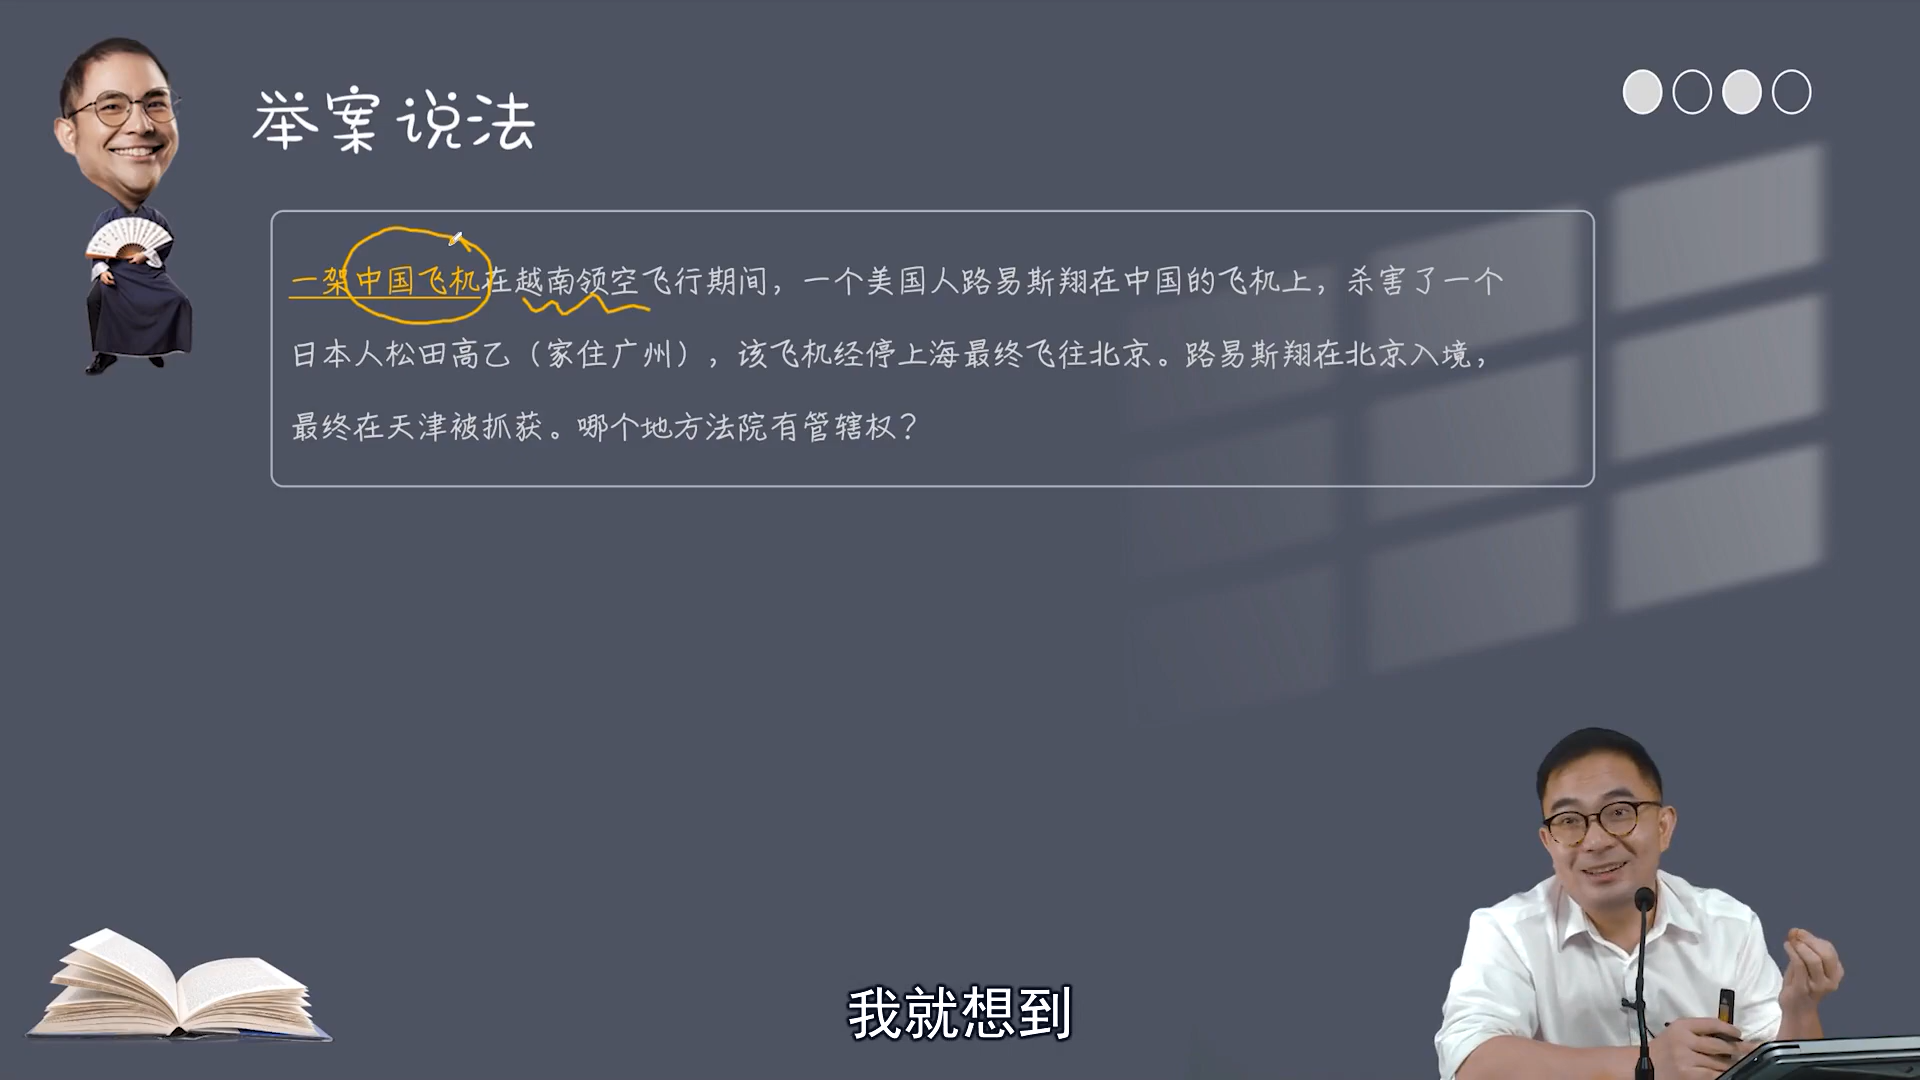 举案说法
一架中国飞机在越南领空飞行期间，一个美国人路易斯翔在中国的飞机上，杀害了一个
日本人松田高乙（家住广州），该飞机经停上海最终飞往北京。路易斯翔在北京入境，
最终在天津被抓获。哪个地方法院有管辖权？
我就想到